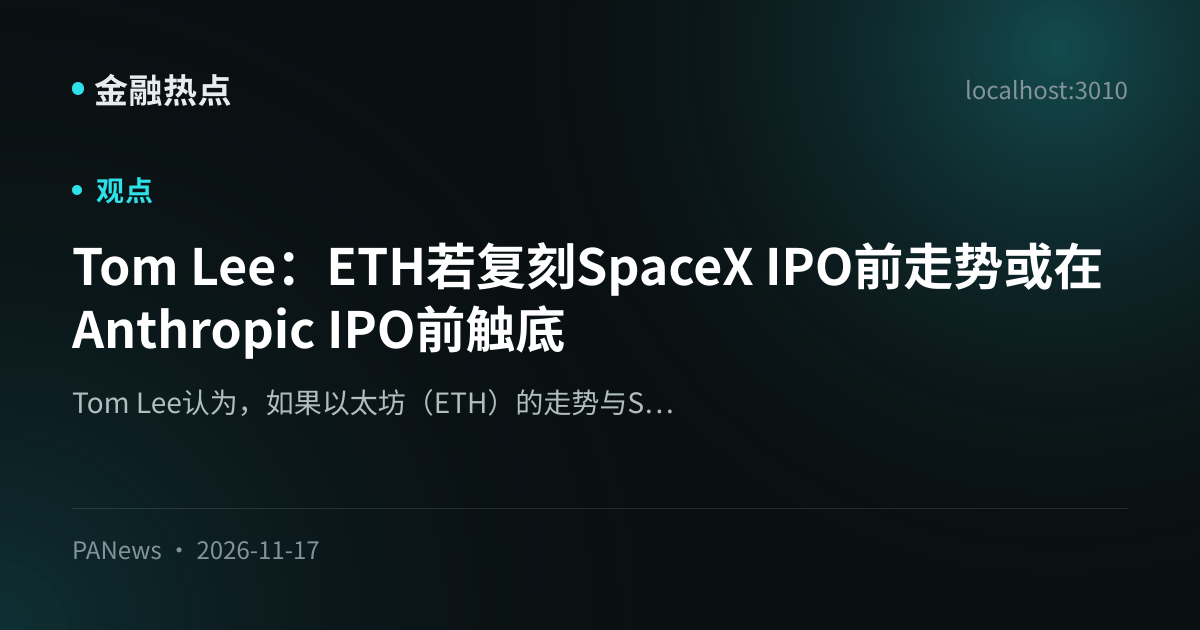 金融热点
localhost:3010
观点
Tom Lee：ETH若复刻SpaceX IPO前走势或在
Anthropic IPO前触底
Tom Lee认为，如果以太坊（ETH）的走势与S…
PANews · 2026-11-17